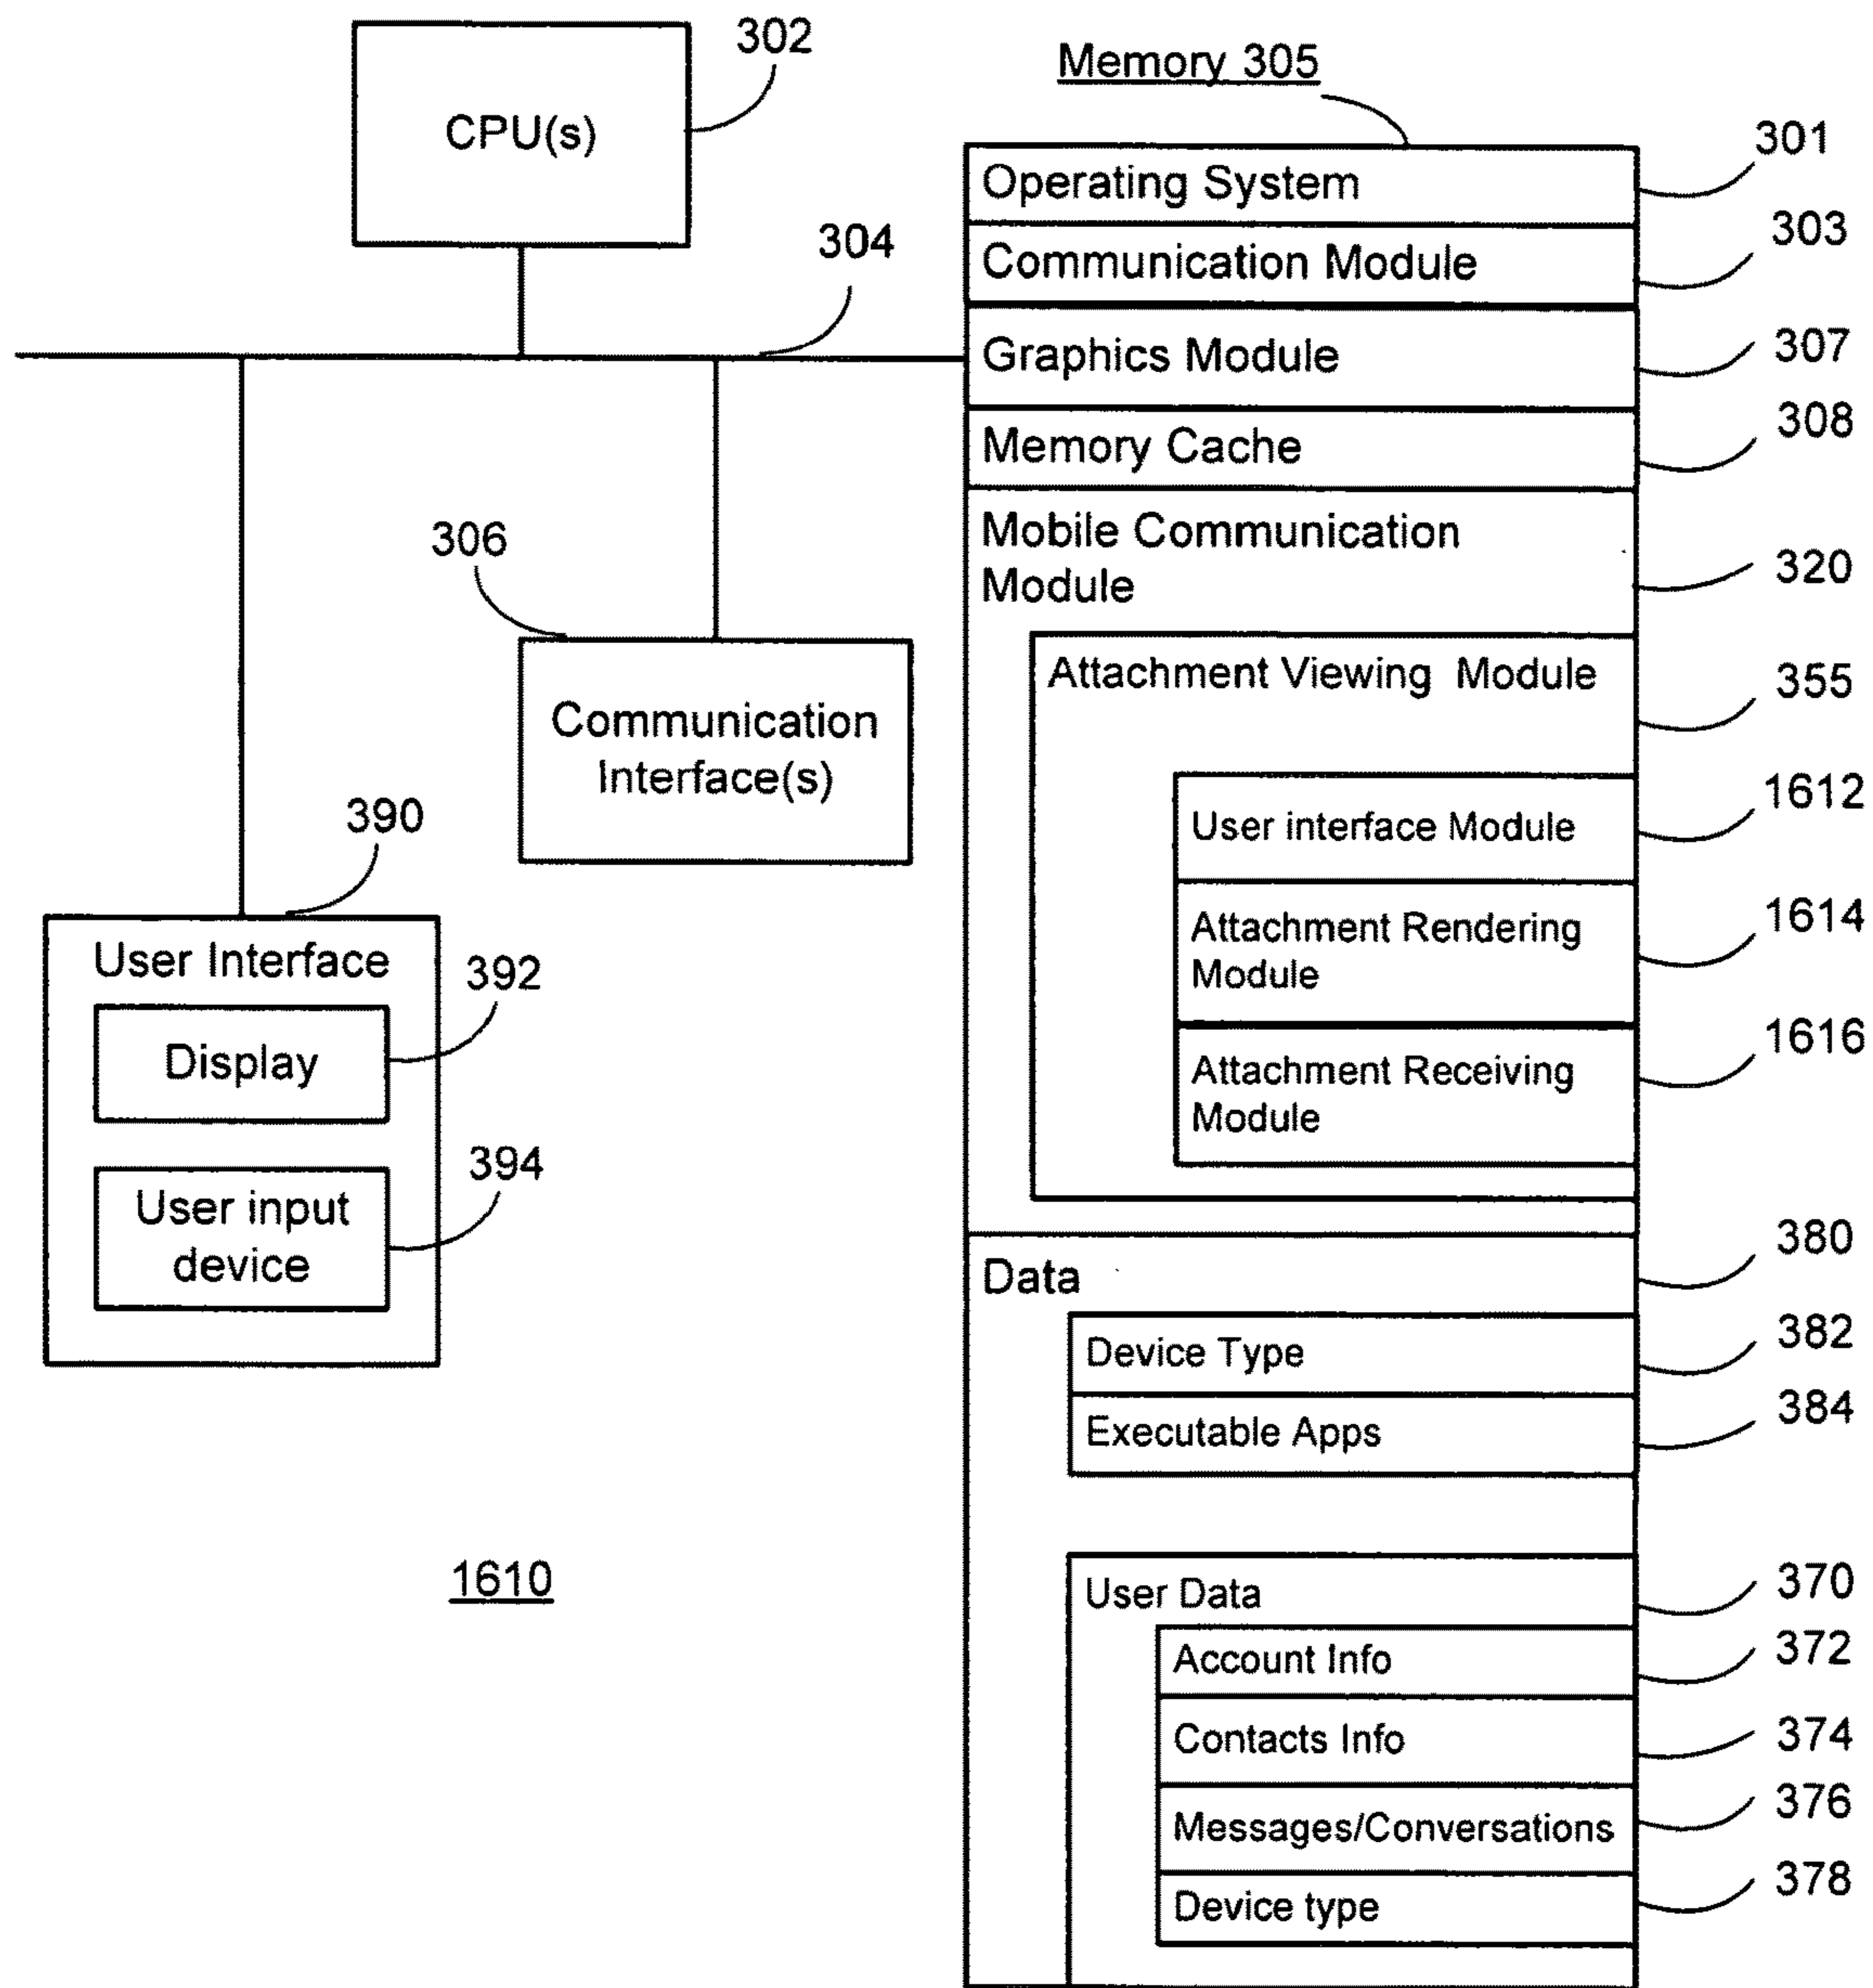 302
CPU(s)
304
306
Communication
Interface(s)
390
User Interface
392
Display
394
User input
device
1610
Memory 305
Operating System
301
Communication Module
303
Graphics Module
307
Memory Cache
308
Mobile Communication
Module
320
Attachment Viewing Module
355
User interface Module
1612
Attachment Rendering
Module
1614
Attachment Receiving
Module
1616
Data
380
Device Type
382
Executable Apps
384
User Data
370
Account Info
372
Contacts Info
374
Messages/Conversations
376
Device type
378